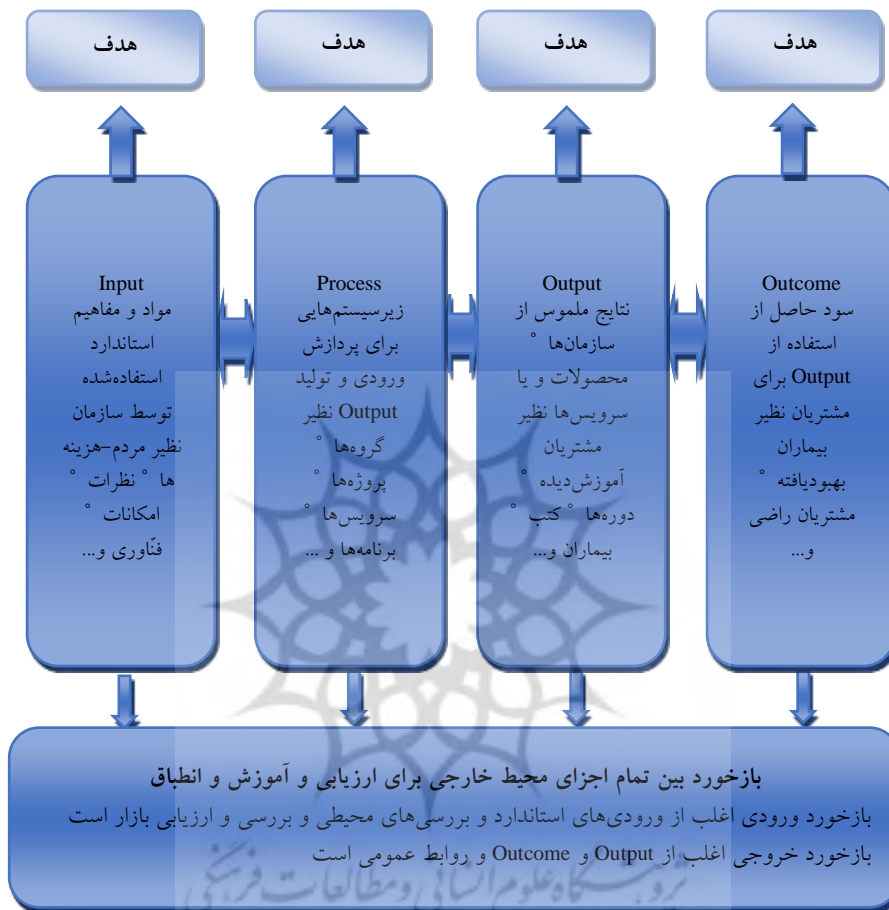 هدف
هدف
هدف
هدف
Input
مواد و مفاهیم
استاندارد
استفاده‌شده
توسط سازمان
نظیر مردم-هزینه
ها ° نظرات °
امکانات °
فنّاوری و...
Process
زیرسیستم‌هایی
برای پردازش
ورودی و تولید
Output نظیر
گروه‌ها °
پروژه‌ها °
سرویس‌ها °
برنامه‌ها و ...
Output
نتایج ملموس از
سازمان‌ها °
محصولات و یا
سرویس‌ها نظیر
مشتریان
آموزش‌دیده °
دوره‌ها ° کتب °
بیماران و...
Outcome
سود حاصل از
استفاده از
Output برای
مشتریان نظیر
بیماران
بهبودیافته °
مشتریان راضی
و...
بازخورد بین تمام اجزای محیط خارجی برای ارزیابی و آموزش و انطباق
بازخورد ورودی اغلب از ورودی‌های استاندارد و بررسی‌های محیطی و بررسی و ارزیابی بازار است
بازخورد خروجی اغلب از Output و Outcome و روابط عمومی است
پژوهشگاه علوم انسانی و مطالعات فرهنگی